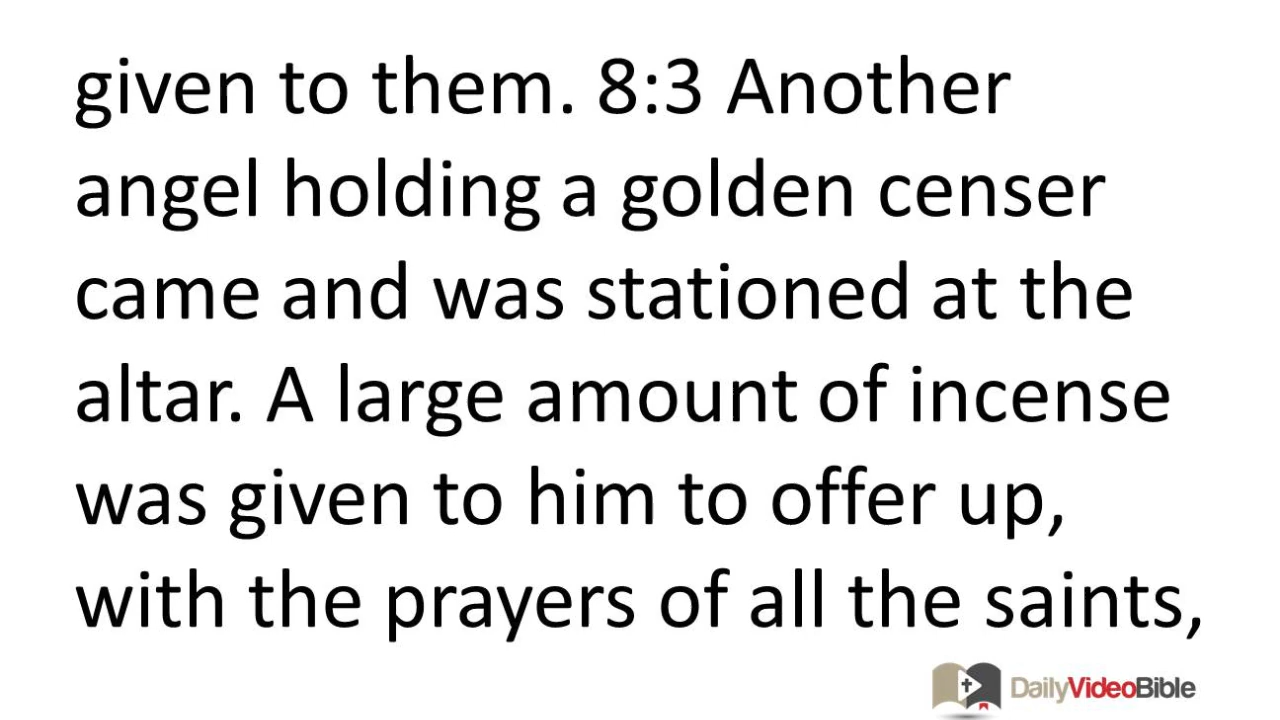 given to them. 8:3 Another
angel holding a golden censer
came and was stationed at the
altar. A large amount of incense
was given to him to offer up,
with the prayers of all the saints,
DailyVideoBible